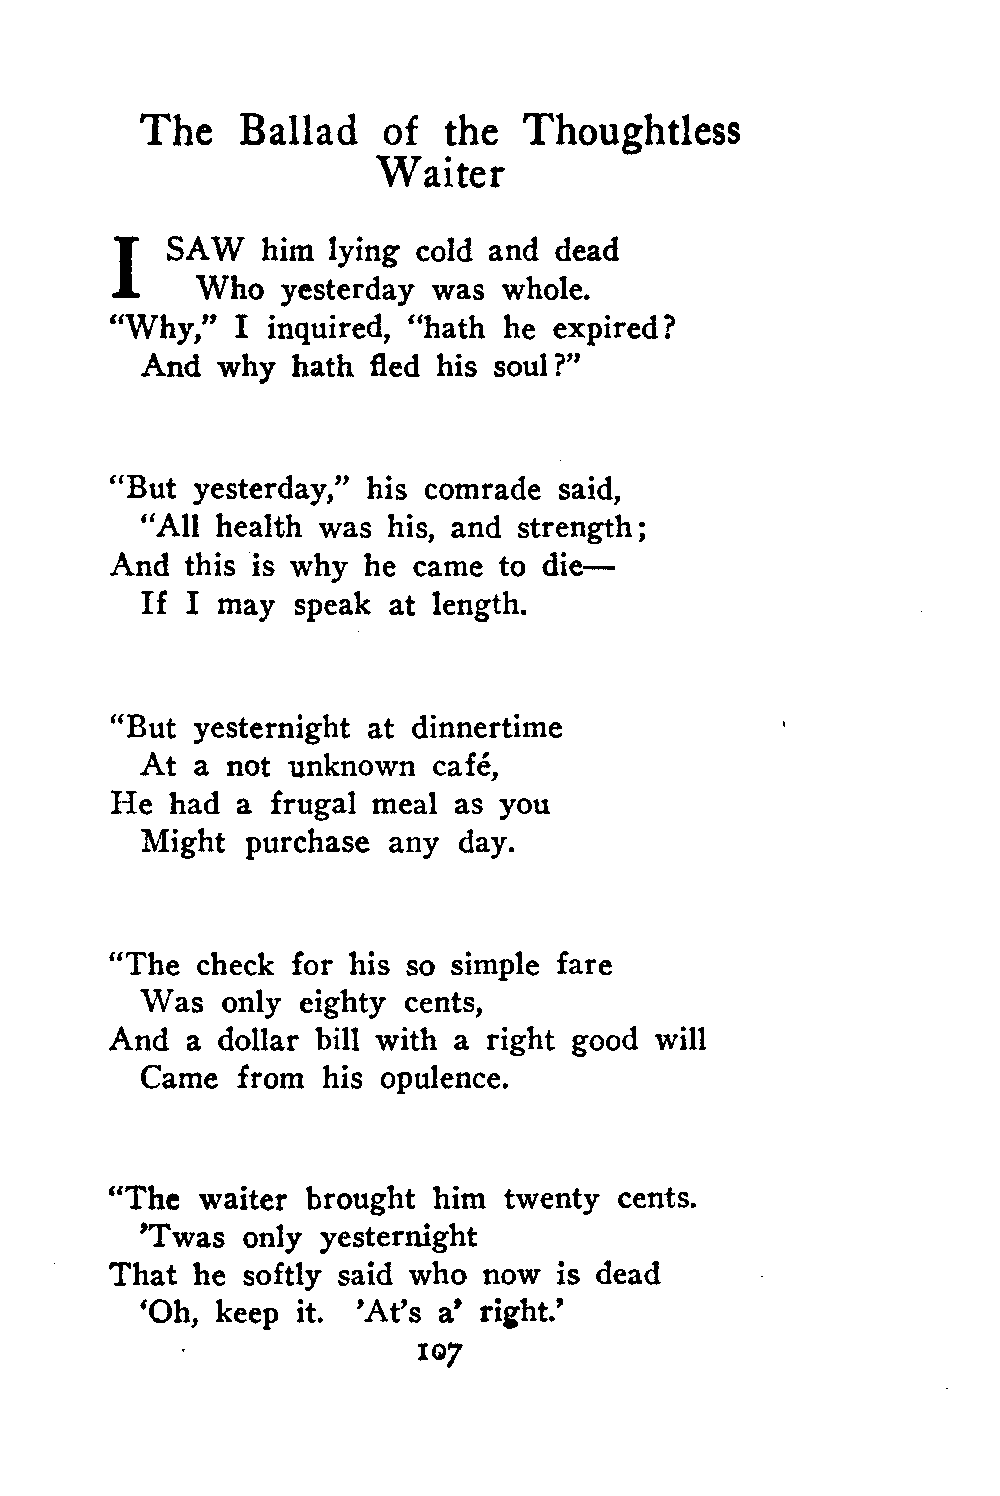 The Ballad of the Thoughtless
Waiter
I SAW him lying cold and dead
Who yesterday was whole.
“Why,” I inquired, “hath he expired?
And why hath fled his soul?”
“But yesterday,” his comrade said,
“All health was his, and strength;
And this is why he came to die—
If I may speak at length.
“But yesternight at dinnertime
At a not unknown café,
He had a frugal meal as you
Might purchase any day.
“The check for his so simple fare
Was only eighty cents,
And a dollar bill with a right good will
Came from his opulence.
“The waiter brought him twenty cents.
’Twas only yesternight
That he softly said who now is dead
‘Oh, keep it. ’At’s a’ right.’
107